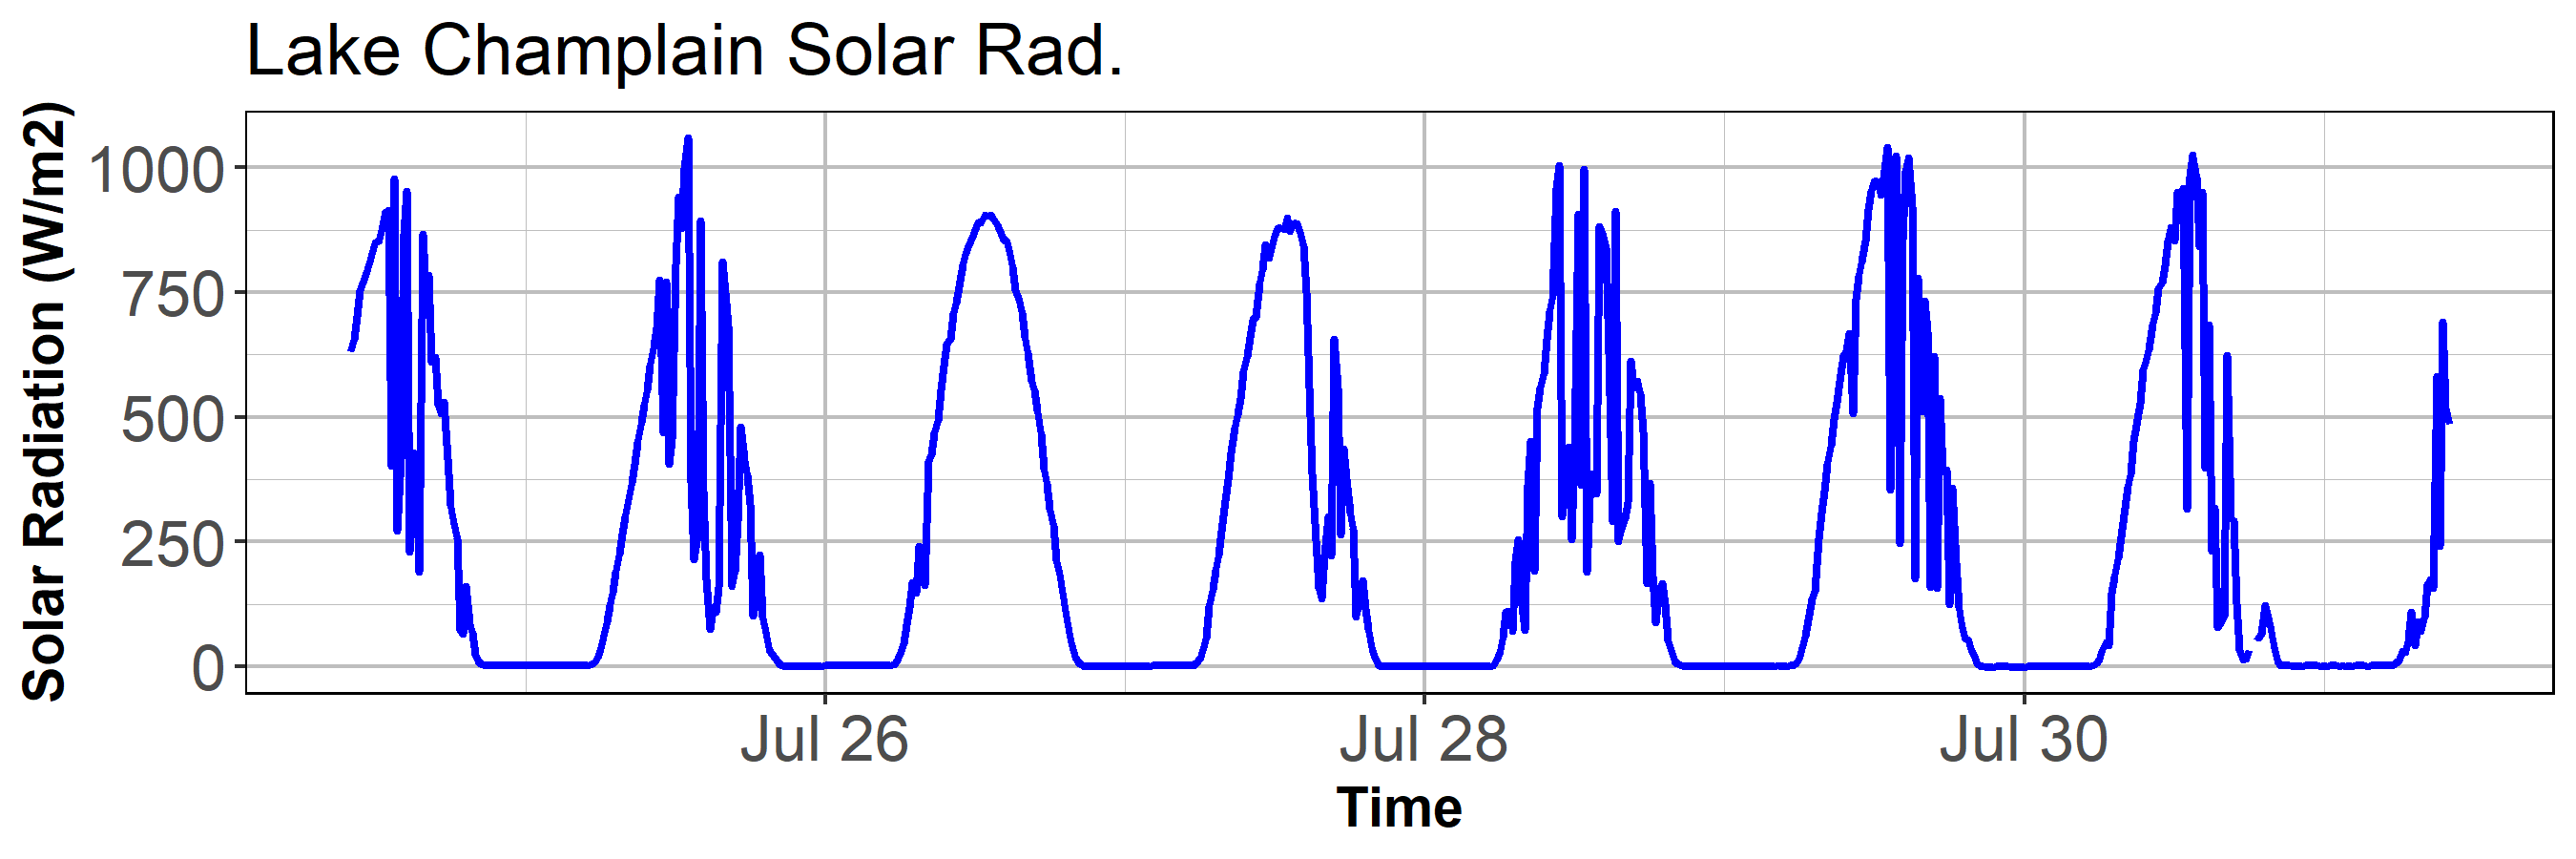 Lake Champlain Solar Rad.
Solar Radiation (W/m2)
1000
750
500
250
0
Jul 26
Jul 28
Jul 30
Time